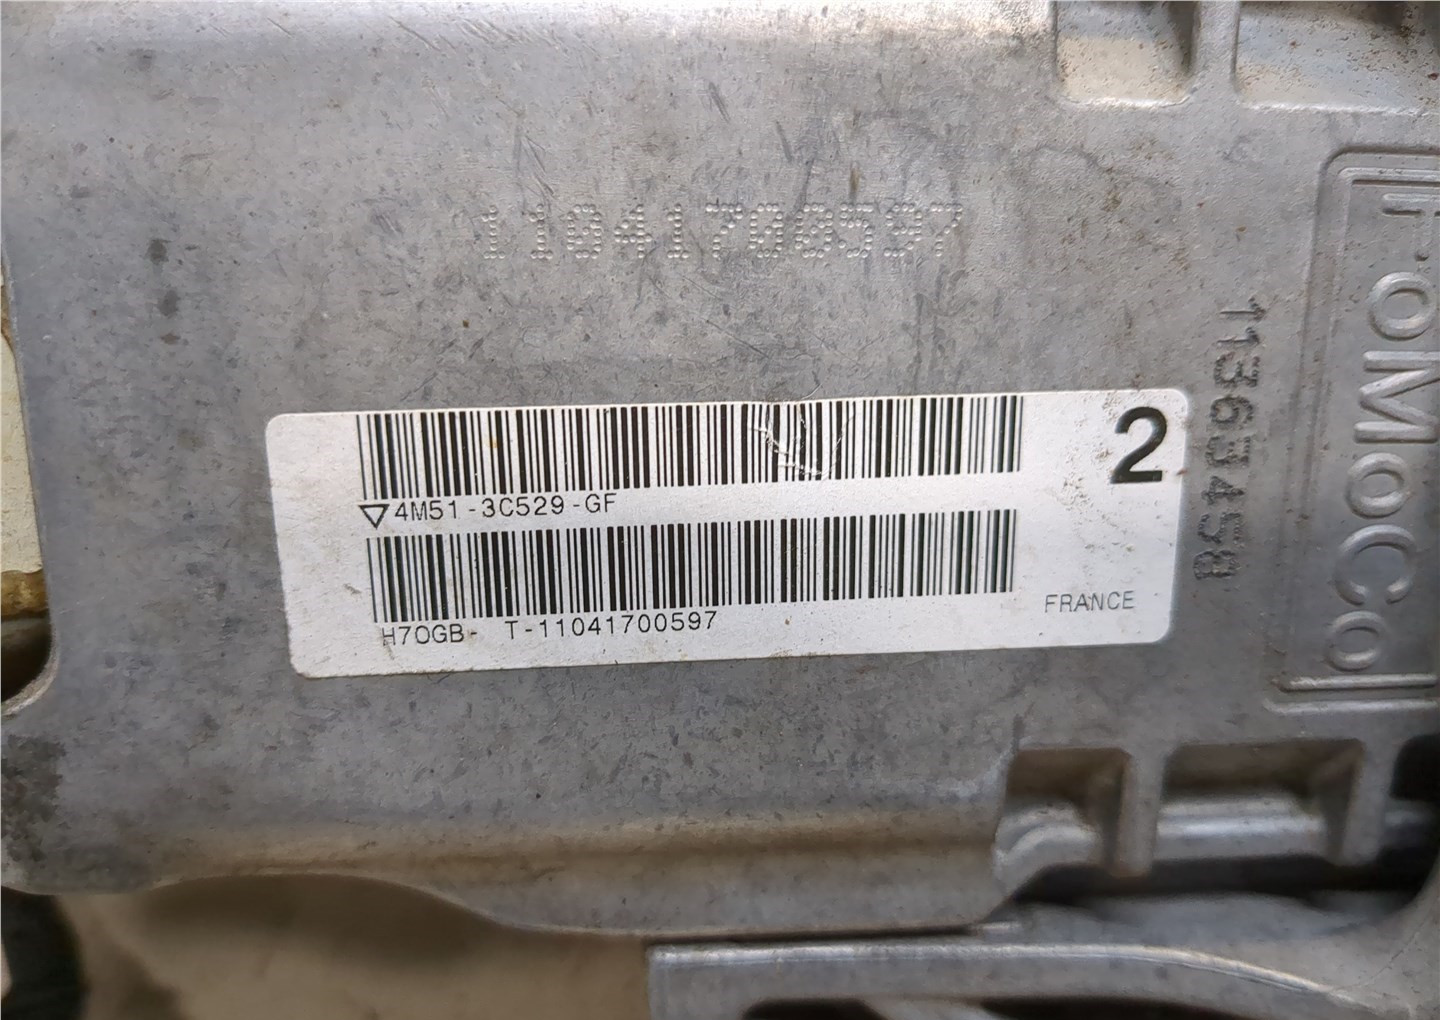 11041700597
4M51-3C529-GF
2
H70GB- T-11041700597
FRANCE
11363458
FoMoCo